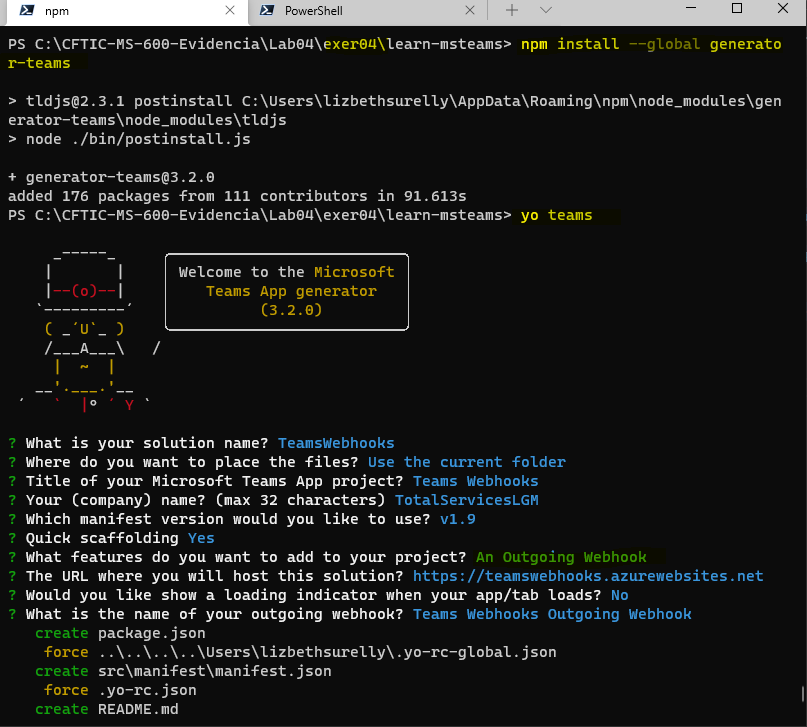 npm
PowerShell
PS C:\CFTIC-MS-600-Evidencia\Lab04\exer04\learn-msteams> npm install --global generato
r-teams
> tldjs@2.3.1 postinstall C:\Users\lizbethsurelly\AppData\Roaming\npm\node_modules\gen
erator-teams\node_modules\tldjs
> node ./bin/postinstall.js
+ generator-teams@3.2.0
added 176 packages from 111 contributors in 91.613s
PS C:\CFTIC-MS-600-Evidencia\Lab04\exer04\learn-msteams> yo teams
Welcome to the Microsoft
Teams App generator
(3.2.0)
? What is your solution name? TeamsWebhooks
? Where do you want to place the files? Use the current folder
? Title of your Microsoft Teams App project? Teams Webhooks
? Your (company) name? (max 32 characters) TotalServicesLGM
? Which manifest version would you like to use? v1.9
? Quick scaffolding Yes
? What features do you want to add to your project? An Outgoing Webhook
? The URL where you will host this solution? https://teamswebhooks.azurewebsites.net
? Would you like show a loading indicator when your app/tab loads? No
? What is the name of your outgoing webhook? Teams Webhooks Outgoing Webhook
create package.json
force ..\..\..\..\Users\lizbethsurelly\.yo-rc-global.json
create src\manifest\manifest.json
force .yo-rc.json
create README.md